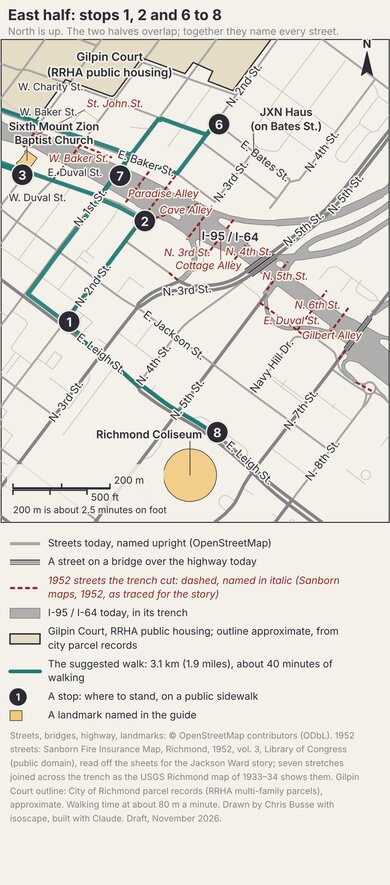 East half: stops 1, 2 and 6 to 8
North is up. The two halves overlap; together they name every street.
Gilpin Court
(RRHA public housing)
N
W. Charity St.
N. 2nd St.
St. John St.
W. Baker St.
JXN Haus
(on Bates St.)
6
Sixth Mount Zion
Baptist Church
N. 4th St.
E. Bates St.
W. Baker St.
E. Baker St.
3
E. Duval St.
7
N. 5th St.
N. 3rd St.
Paradise Alley
W. Duval St.
N. 1st St.
Cave Alley
2
N. 5th St.
I-95 / I-64
N. 3rd St.
N. 4th St.
Cottage Alley
N. 5th St.
N. 2nd St.
N. 3rd St.
N. 6th St.
1
E. Duval St.
E. Jackson St.
Gilbert Alley
E. Leigh St.
N. 4th St.
Navy Hill Dr.
N. 3rd St.
N. 5th St.
N. 7th St.
Richmond Coliseum
8
E. Leigh St.
N. 8th St.
200 m
500 ft
200 m is about 2.5 minutes on foot
Streets today, named upright (OpenStreetMap)
A street on a bridge over the highway today
1952 streets the trench cut: dashed, named in italic (Sanborn
maps, 1952, as traced for the story)
I-95 / I-64 today, in its trench
Gilpin Court, RRHA public housing; outline approximate, from
city parcel records
The suggested walk: 3.1 km (1.9 miles), about 40 minutes of
walking
1
A stop: where to stand, on a public sidewalk
A landmark named in the guide
Streets, bridges, highway, landmarks: © OpenStreetMap contributors (ODbL). 1952
streets: Sanborn Fire Insurance Map, Richmond, 1952, vol. 3, Library of Congress
(public domain), read off the sheets for the Jackson Ward story; seven stretches
joined across the trench as the USGS Richmond map of 1933–34 shows them. Gilpin
Court outline: City of Richmond parcel records (RRHA multi-family parcels),
approximate. Walking time at about 80 m a minute. Drawn by Chris Busse with
isoscape, built with Claude. Draft, November 2026.